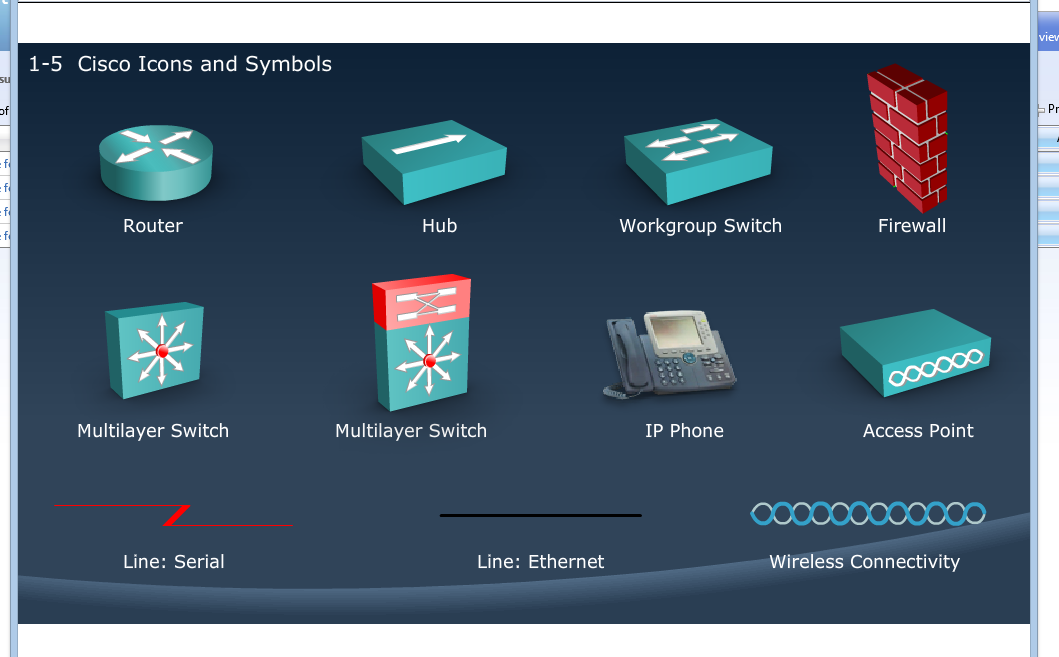 1-5 Cisco Icons and Symbols
Router
Hub
Workgroup Switch
Firewall
Multilayer Switch
Multilayer Switch
IP Phone
Access Point
Line: Serial
Line: Ethernet
Wireless Connectivity